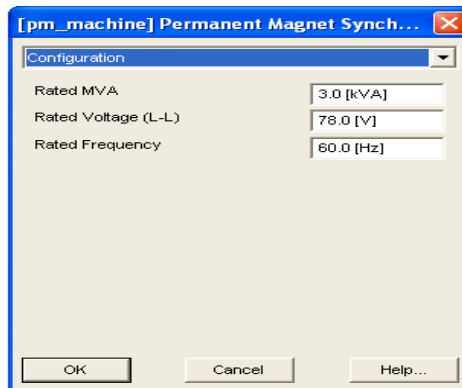 [pm_machine] Permanent Magnet Synch...
Configuration
Rated MVA 3.0 [kVA]
Rated Voltage (L-L) 78.0 [V]
Rated Frequency 60.0 [Hz]
OK Cancel Help...